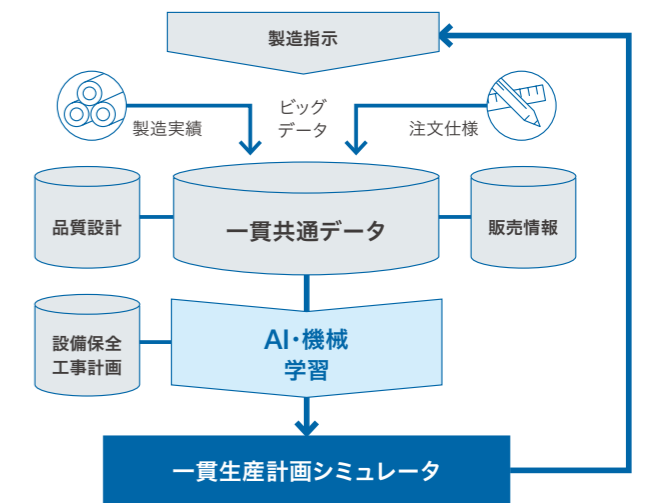 製造指示
ビッグ
データ
製造実績
注文仕様
品質設計
一貫共通データ
販売情報
設備保全
工事計画
AI・機械
学習
一貫生産計画シミュレータ